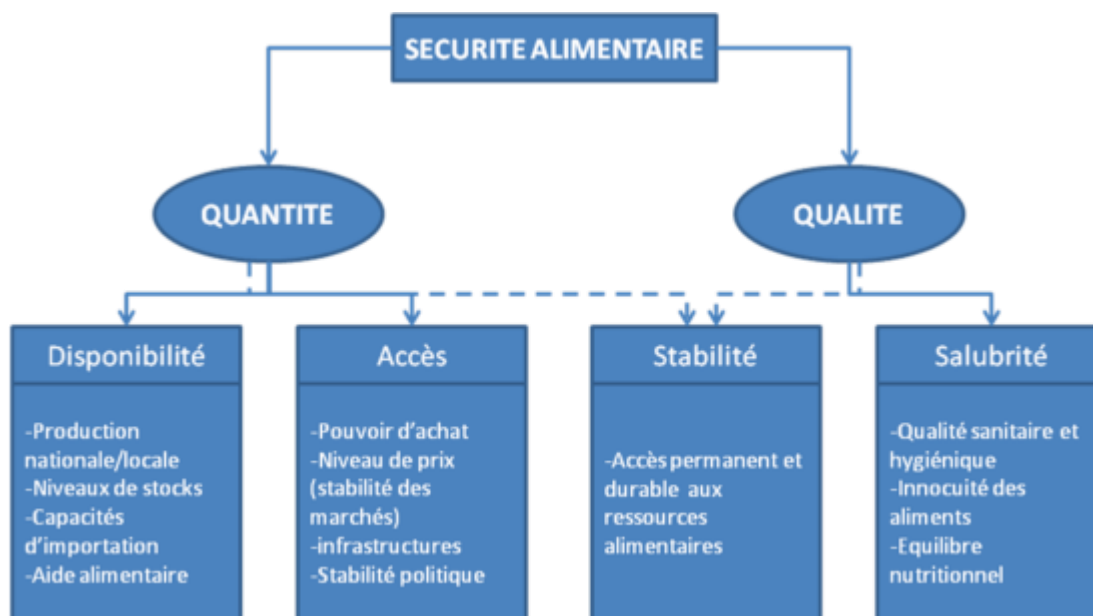 SECURITE ALIMENTAIRE
QUANTITE
QUALITE
Disponibilité
-Production
nationale/locale
-Niveaux de stocks
-Capacités
d'importation
-Aide alimentaire
Accès
-Pouvoir d'achat
-Niveau de prix
(stabilité des
marchés)
-infrastructures
-Stabilité politique
Stabilité
-Accès permanent et
durable aux
ressources
alimentaires
Salubrité
-Qualité sanitaire et
hygiénique
-Innocuité des
aliments
-Equilibre
nutritionnel